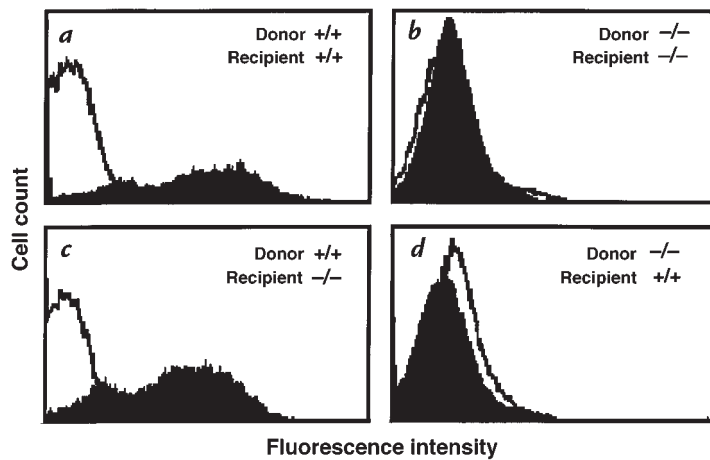 a
Donor +/+
Recipient +/+
b
Donor −/−
Recipient −/−
c
Donor +/+
Recipient −/−
d
Donor −/−
Recipient +/+
Cell count
Fluorescence intensity